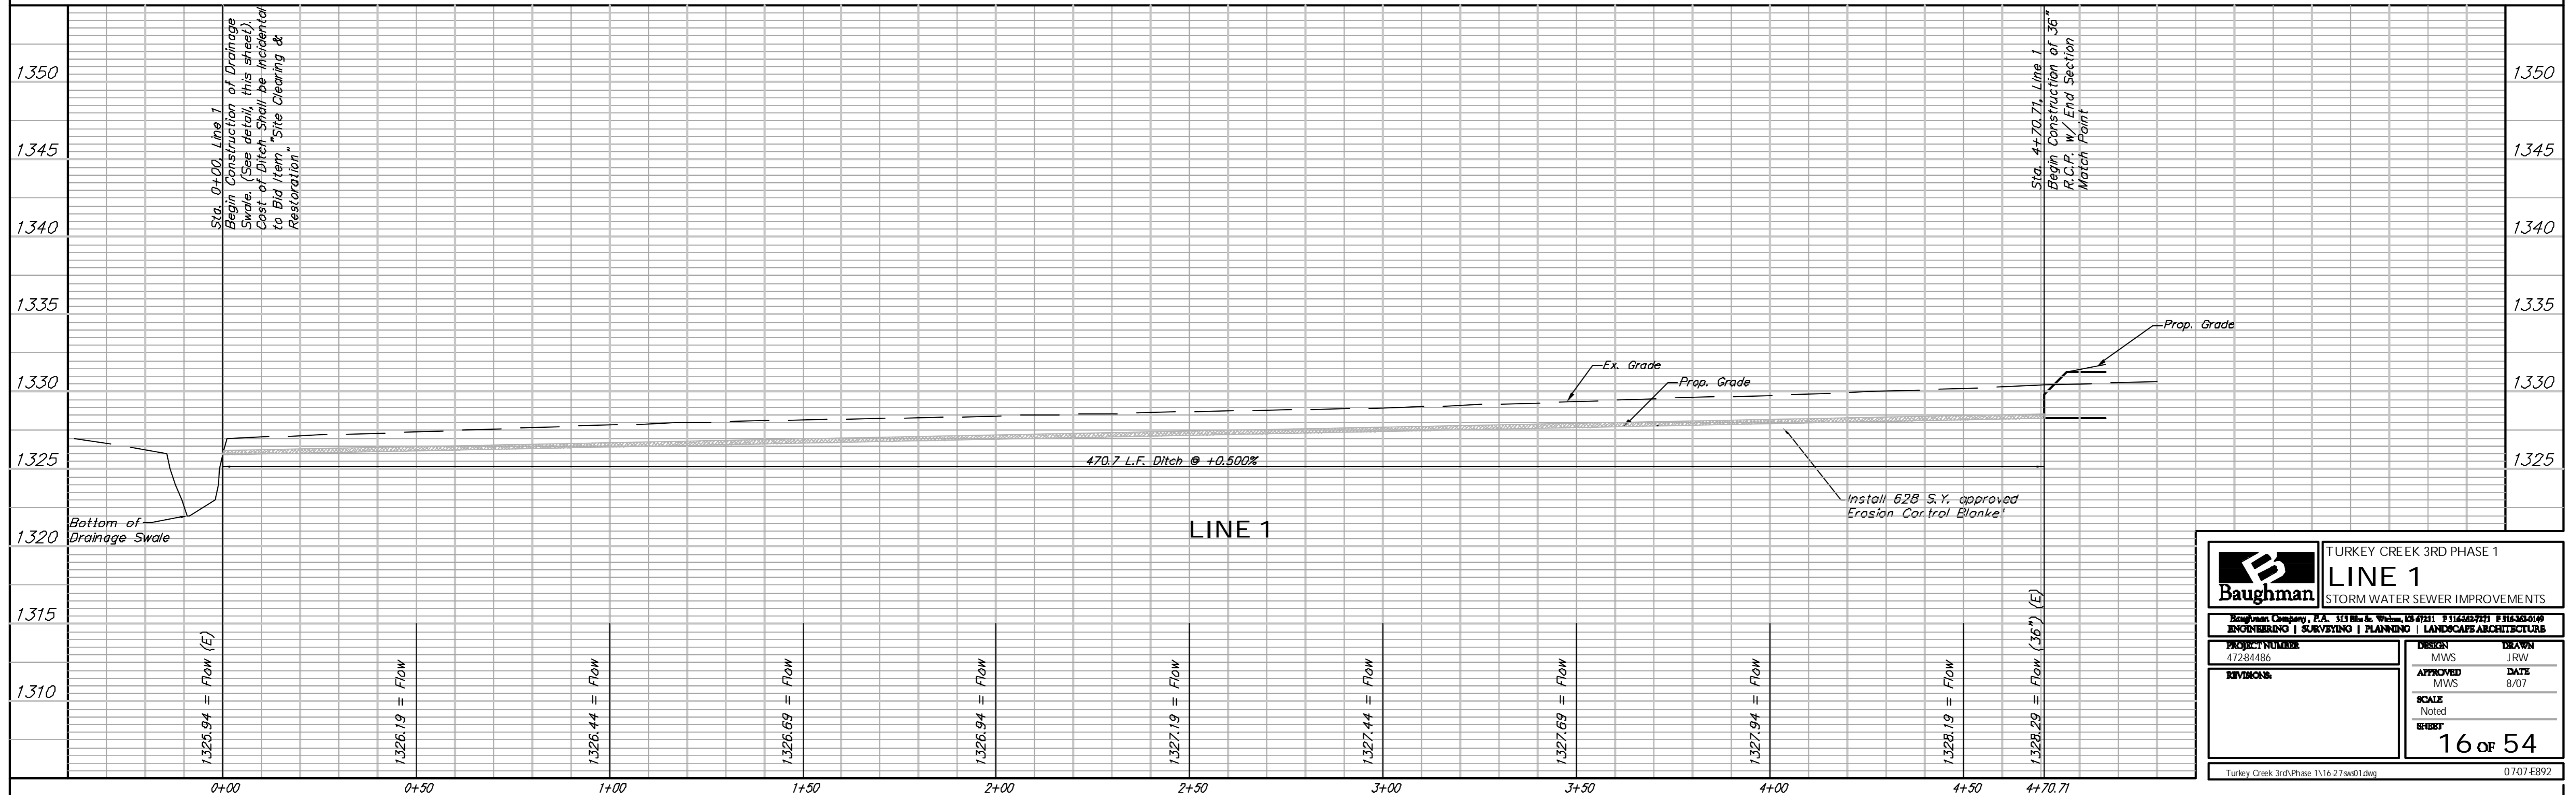 Sta. 0+00, Line 1
Begin Construction of Drainage
Swale. (See detail, this sheet).
Cost of Ditch Shall be Incidental
to Bid Item "Site Clearing &
Restoration"
Sta. 4+70.71, Line 1
Begin Construction of 36"
R.C.P. w/ End Section
Match Point
1350
1345
1340
1335
1330
1325
1320
1315
1310
1350
1345
1340
1335
1330
1325
Prop. Grade
Ex. Grade
Prop. Grade
470.7 L.F. Ditch @ +0.500%
Install 628 S.Y. approved
Erosion Control Blanket
Bottom of
Drainage Swale
LINE 1
1325.94 = Flow (E)
1326.19 = Flow
1326.44 = Flow
1326.69 = Flow
1326.94 = Flow
1327.19 = Flow
1327.44 = Flow
1327.69 = Flow
1327.94 = Flow
1328.19 = Flow
1328.29 = Flow (36") (E)
0+00
0+50
1+00
1+50
2+00
2+50
3+00
3+50
4+00
4+50
4+70.71
Baughman
TURKEY CREEK 3RD PHASE 1
LINE 1
STORM WATER SEWER IMPROVEMENTS
Baughman Company, P.A.
ENGINEERING | SURVEYING | PLANNING | LANDSCAPE ARCHITECTURE
PROJECT NUMBER
472-84486
REVISIONS:
DESIGN
MWS
DRAWN
JRW
APPROVED
MWS
DATE
8/07
SCALE
Noted
SHEET
16 OF 54
Turkey Creek 3rd\Phase 1\16-27-sws01.dwg
07-07-E892